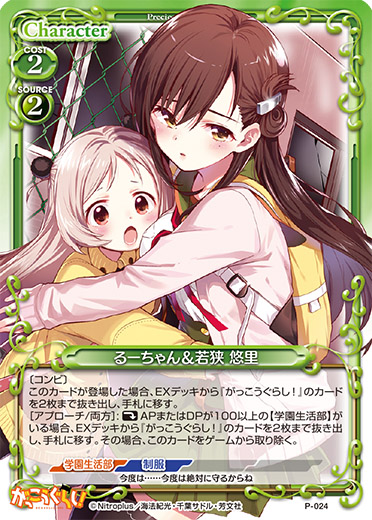 Precio
Character
COST
2
SOURCE
2
るーちゃん&若狭 悠里
[コンビ]
このカードが登場した場合、EXデッキから『がっこうぐらし!』のカード
を2枚まで抜き出し、手札に移す。
[アプローチ/両方]: APまたはDPが100以上の【学園生活部】が
いる場合、EXデッキから『がっこうぐらし!』のカードを2枚まで抜き
出し、手札に移す。その場合、このカードをゲームから取り除く。
学園生活部 制服
今度は……今度は絶対に守るからね
がっこうぐらし!
©Nitroplus/海法紀光・千葉サドル・芳文社
P-024